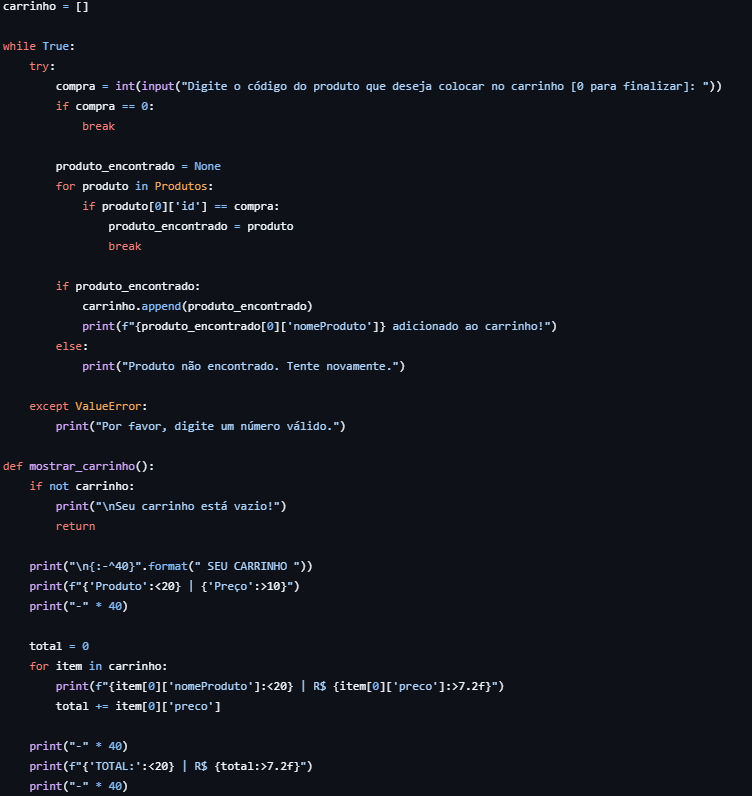 carrinho = []
while True:
    try:
        compra = int(input("Digite o código do produto que deseja colocar no carrinho [0 para finalizar]: "))
        if compra == 0:
            break
        produto_encontrado = None
        for produto in Produtos:
            if produto[0]['id'] == compra:
                produto_encontrado = produto
                break
        if produto_encontrado:
            carrinho.append(produto_encontrado)
            print(f"{produto_encontrado[0]['nomeProduto']} adicionado ao carrinho!")
        else:
            print("Produto não encontrado. Tente novamente.")
    except ValueError:
        print("Por favor, digite um número válido.")
def mostrar_carrinho():
    if not carrinho:
        print("\nSeu carrinho está vazio!")
        return
    print("\n{:-^40}".format(" SEU CARRINHO "))
    print(f"{'Produto':<20} | {'Preço':>10}")
    print("-" * 40)
    total = 0
    for item in carrinho:
        print(f"{item[0]['nomeProduto']:<20} | R$ {item[0]['preco']:>7.2f}")
        total += item[0]['preco']
    print("-" * 40)
    print(f"{'TOTAL:':<20} | R$ {total:>7.2f}")
    print("-" * 40)